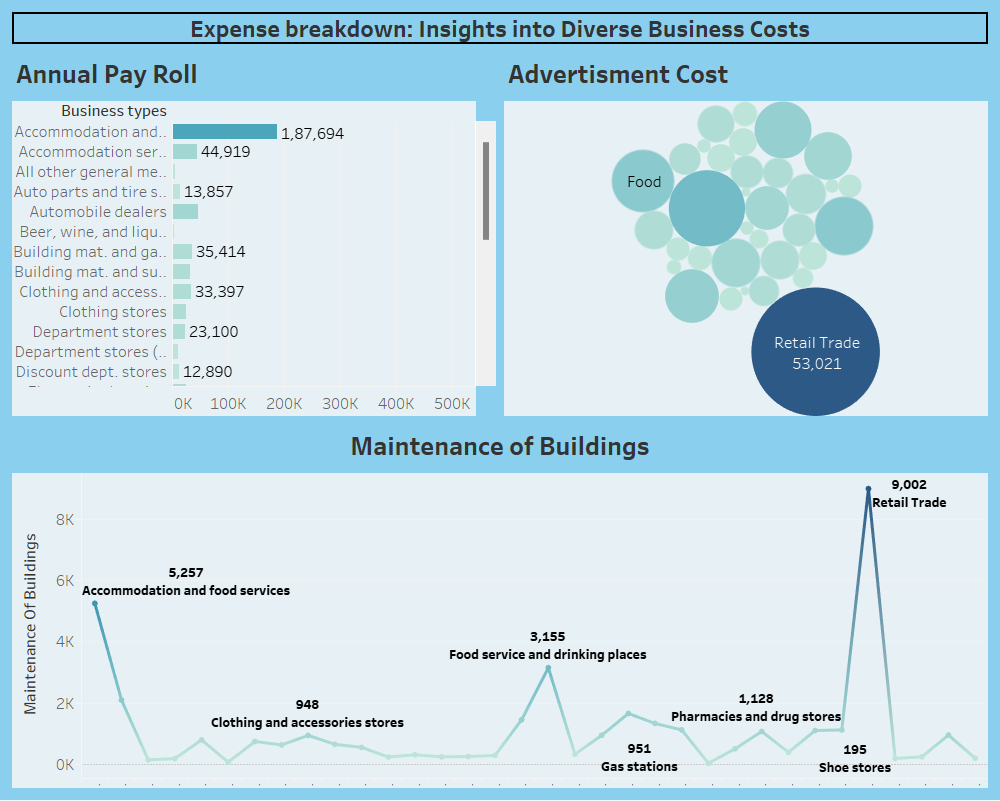 Expense breakdown: Insights into Diverse Business Costs
Annual Pay Roll
Business types
Accommodation and.. 1,87,694
Accommodation ser.. 44,919
All other general me..
Auto parts and tire s.. 13,857
Automobile dealers
Beer, wine, and liqu..
Building mat. and ga.. 35,414
Building mat. and su..
Clothing and access.. 33,397
Clothing stores
Department stores 23,100
Department stores (..
Discount dept. stores 12,890
0K 100K 200K 300K 400K 500K
Advertisment Cost
Food
Retail Trade
53,021
Maintenance of Buildings
Maintenance Of Buildings
8K
6K
4K
2K
0K
5,257
Accommodation and food services
948
Clothing and accessories stores
3,155
Food service and drinking places
951
Gas stations
1,128
Pharmacies and drug stores
9,002
Retail Trade
195
Shoe stores